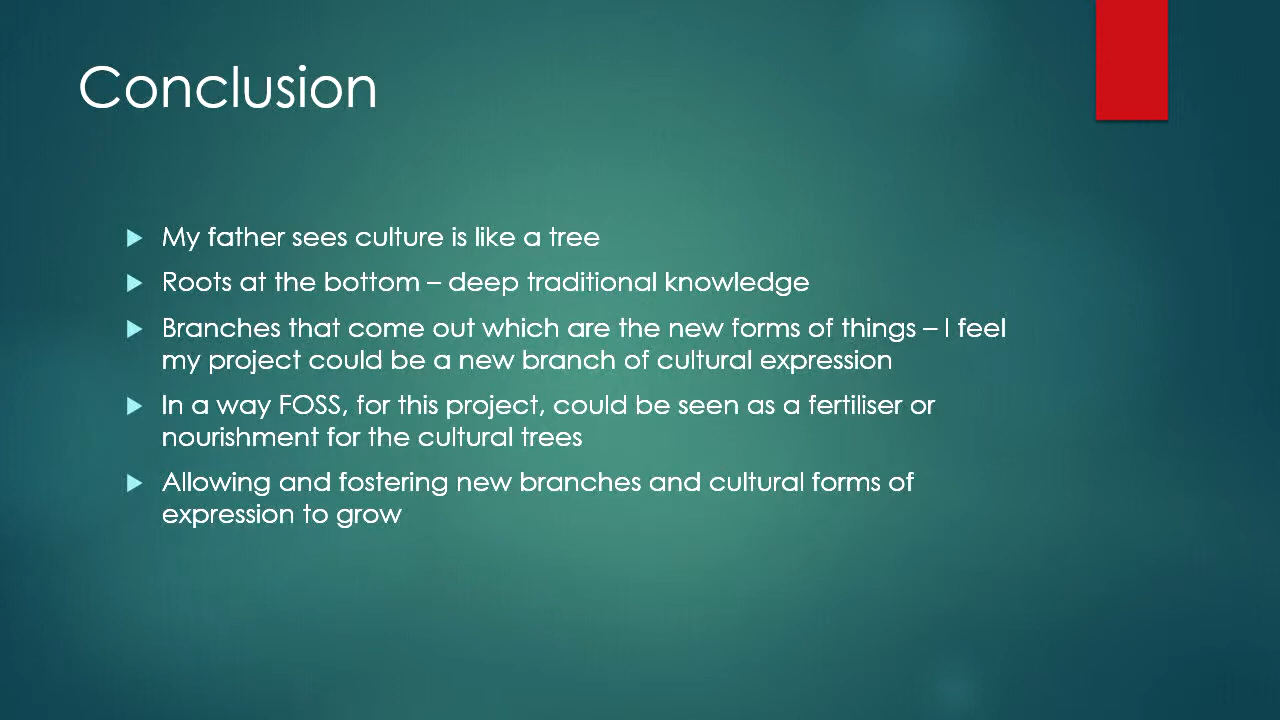 Conclusion
My father sees culture is like a tree
Roots at the bottom – deep traditional knowledge
Branches that come out which are the new forms of things – I feel
my project could be a new branch of cultural expression
In a way FOSS, for this project, could be seen as a fertiliser or
nourishment for the cultural trees
Allowing and fostering new branches and cultural forms of
expression to grow